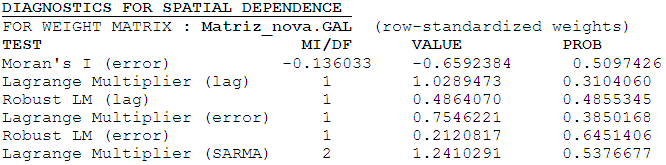 DIAGNOSTICS FOR SPATIAL DEPENDENCE
FOR WEIGHT MATRIX : Matriz_nova.GAL (row-standardized weights)
TEST MI/DF VALUE PROB
Moran's I (error) -0.136033 -0.6592384 0.5097426
Lagrange Multiplier (lag) 1 1.0289473 0.3104060
Robust LM (lag) 1 0.4864070 0.4855345
Lagrange Multiplier (error) 1 0.7546221 0.3850168
Robust LM (error) 1 0.2120817 0.6451406
Lagrange Multiplier (SARMA) 2 1.2410291 0.5376677